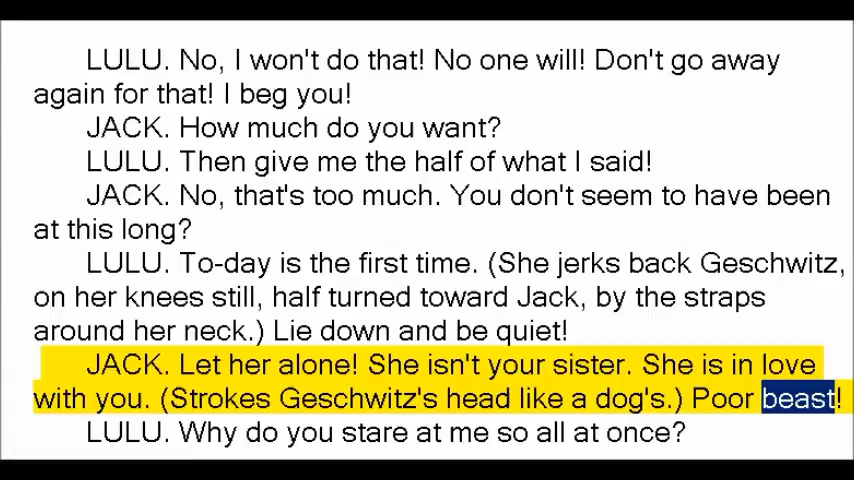 LULU. No, I won't do that! No one will! Don't go away
again for that! I beg you!
JACK. How much do you want?
LULU. Then give me the half of what I said!
JACK. No, that's too much. You don't seem to have been
at this long?
LULU. To-day is the first time. (She jerks back Geschwitz,
on her knees still, half turned toward Jack, by the straps
around her neck.) Lie down and be quiet!
JACK. Let her alone! She isn't your sister. She is in love
with you. (Strokes Geschwitz's head like a dog's.) Poor beast!
LULU. Why do you stare at me so all at once?